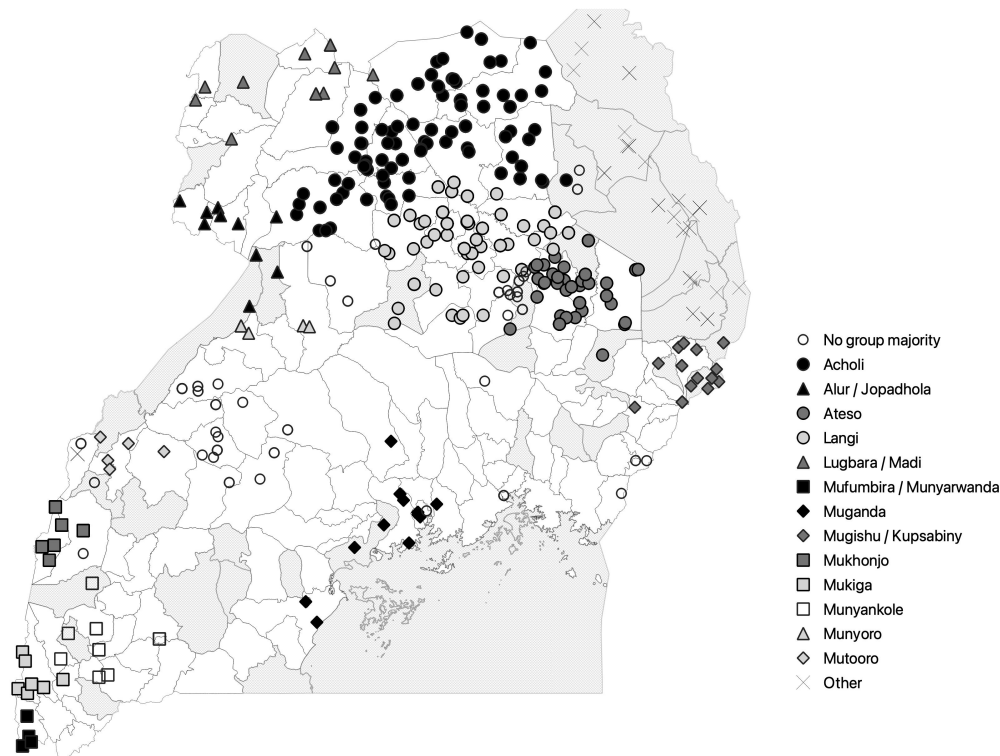 No group majority
Acholi
Alur / Jopadhola
Ateso
Langi
Lugbara / Madi
Mufumbira / Munyarwanda
Muganda
Mugishu / Kupsabiny
Mukhonjo
Mukiga
Munyankole
Munyoro
Mutooro
Other